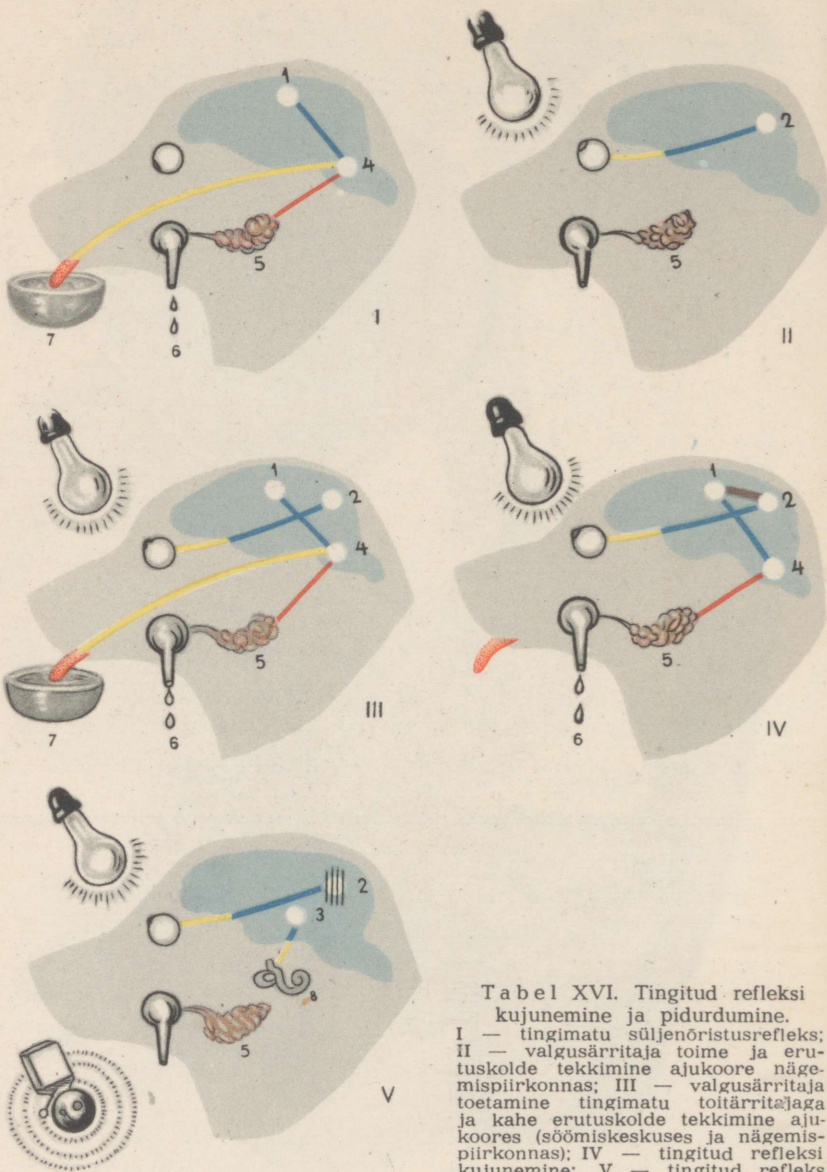 1
4
5
7
6
I
2
5
II
1
2
4
5
7
6
III
1
2
4
5
6
IV
2
3
8
5
V
Tabel XVI. Tingitud refleksi
kujunemine ja pidurdumine.
I — tingimatu süljenõristusrefleks;
II — valgusärritaja toime ja eru-
tuskolde tekkimine ajukoore näge-
mispiirkonnas; III — valgusärritaja
toetamine tingimatu toitärritajaga
ja kahe erutuskolde tekkimine aju-
koores (söömiskeskuses ja nägemis-
piirkonnas); IV — tingitud refleksi
kujunemine; V — tingitud refleks